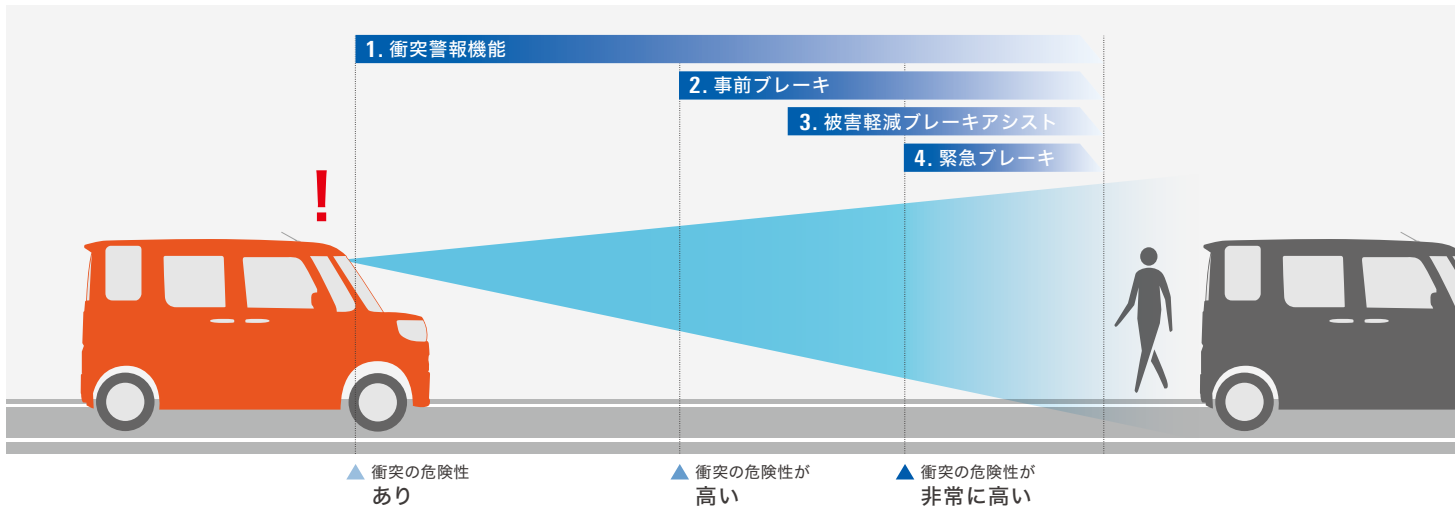 1. 衝突警報機能
2. 事前ブレーキ
3. 被害軽減ブレーキアシスト
4. 緊急ブレーキ
!
▲ 衝突の危険性
あり
▲ 衝突の危険性が
高い
▲ 衝突の危険性が
非常に高い